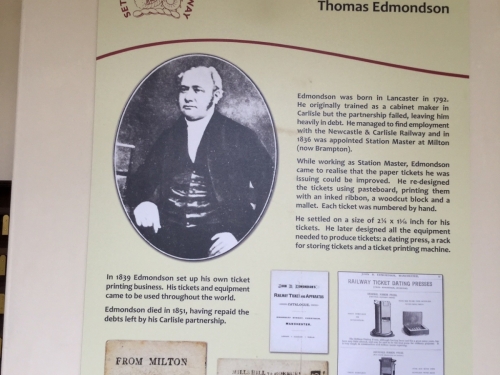 Thomas Edmondson
Edmondson was born in Lancaster in 1792.
He originally trained as a cabinet maker in
Carlisle but the partnership failed, leaving him
heavily in debt. He managed to find employment
with the Newcastle & Carlisle Railway and in
1836 was appointed Station Master at Milton
(now Brampton).
While working as Station Master, Edmondson
came to realise that the paper tickets he was
issuing could be improved. He re-designed
the tickets using pasteboard, printing them
with an inked ribbon, a woodcut block and a
mallet. Each ticket was numbered by hand.
He settled on a size of 2¼ x 1¼ inch for his
tickets. He later designed all the equipment
needed to produce tickets: a dating press, a rack
for storing tickets and a ticket printing machine.
In 1839 Edmondson set up his own ticket
printing business. His tickets and equipment
came to be used throughout the world.
Edmondson died in 1851, having repaid the
debts left by his Carlisle partnership.
RAILWAY TICKET AND APPARATUS
CATALOGUE
MANCHESTER
RAILWAY TICKET DATING PRESSES
FROM MILTON